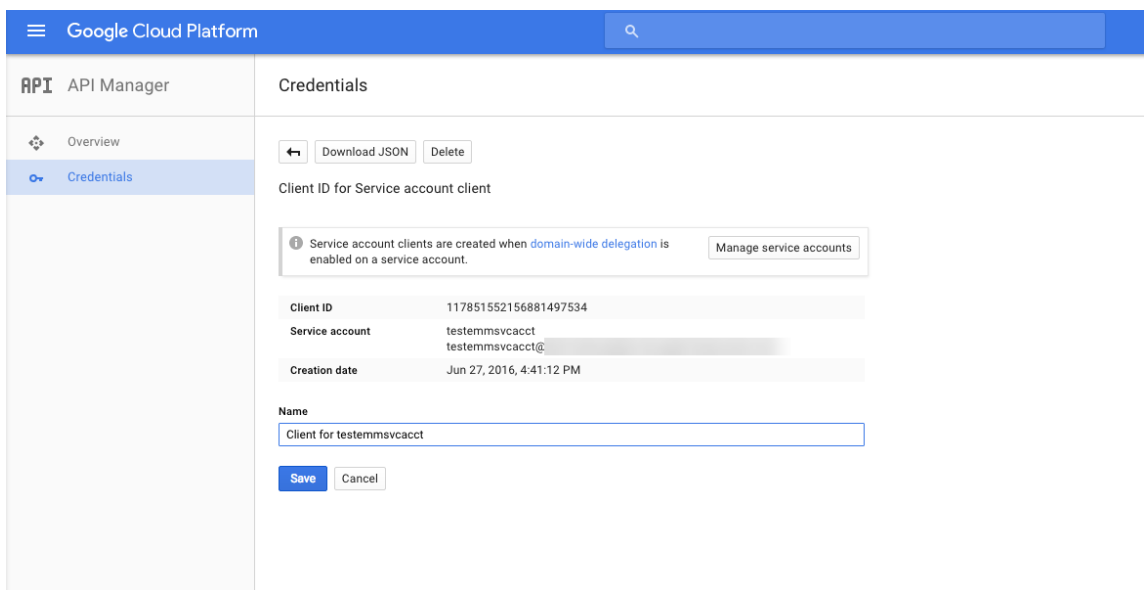 Google Cloud Platform
API API Manager
Credentials
Overview
Credentials
Download JSON
Delete
Client ID for Service account client
Service account clients are created when domain-wide delegation is
enabled on a service account.
Manage service accounts
Client ID 117851552156881497534
Service account testemmsvcacct
testemmsvcacct@
Creation date Jun 27, 2016, 4:41:12 PM
Name
Client for testemmsvcacct
Save Cancel